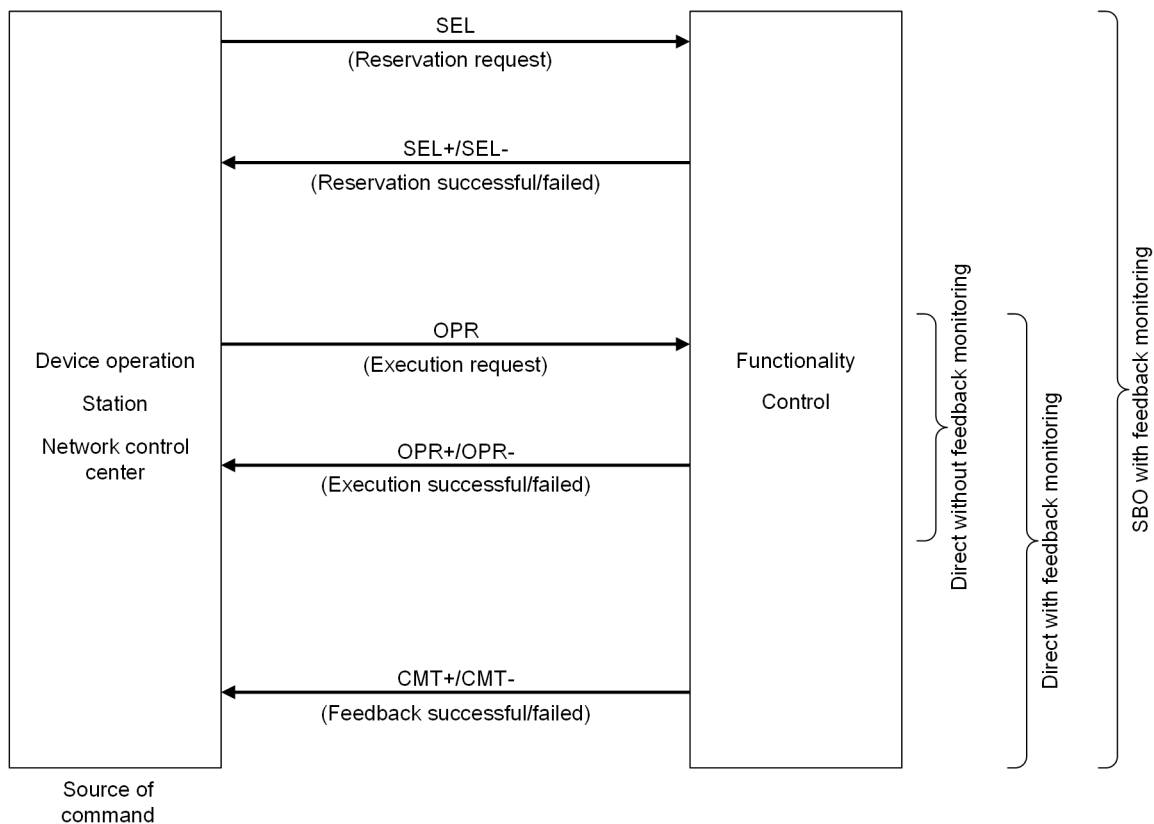 SEL
(Reservation request)
SEL+/SEL-
(Reservation successful/failed)
OPR
(Execution request)
Device operation
Station
Network control
center
Functionality
Control
OPR+/OPR-
(Execution successful/failed)
CMT+/CMT-
(Feedback successful/failed)
Source of
command
Direct without feedback monitoring
Direct with feedback monitoring
SBO with feedback monitoring